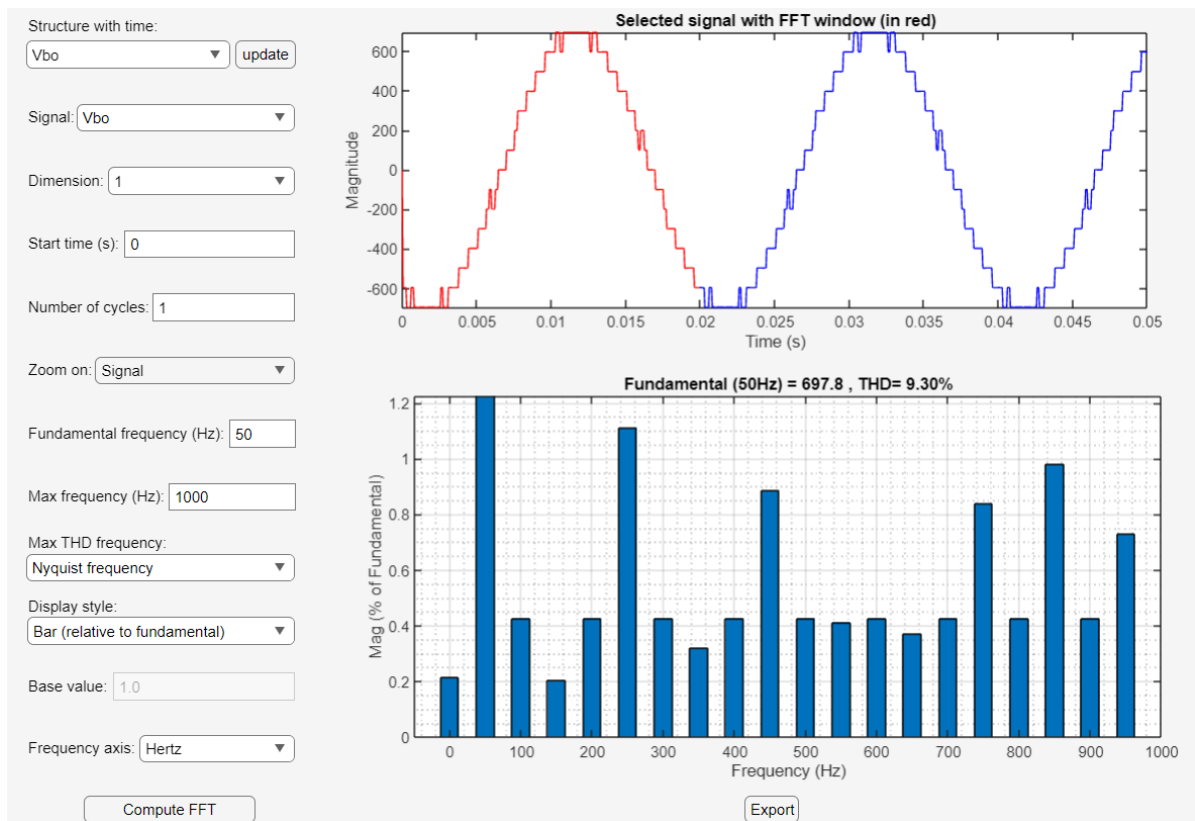 Structure with time:
Vbo
update
Signal: Vbo
Dimension: 1
Start time (s): 0
Number of cycles: 1
Zoom on: Signal
Fundamental frequency (Hz): 50
Max frequency (Hz): 1000
Max THD frequency:
Nyquist frequency
Display style:
Bar (relative to fundamental)
Base value: 1.0
Frequency axis: Hertz
Compute FFT
Selected signal with FFT window (in red)
Magnitude
600
400
200
0
-200
-400
-600
0 0.005 0.01 0.015 0.02 0.025 0.03 0.035 0.04 0.045 0.05
Time (s)
Fundamental (50Hz) = 697.8 , THD= 9.30%
Mag (% of Fundamental)
1.2
1
0.8
0.6
0.4
0.2
0
0 100 200 300 400 500 600 700 800 900 1000
Frequency (Hz)
Export